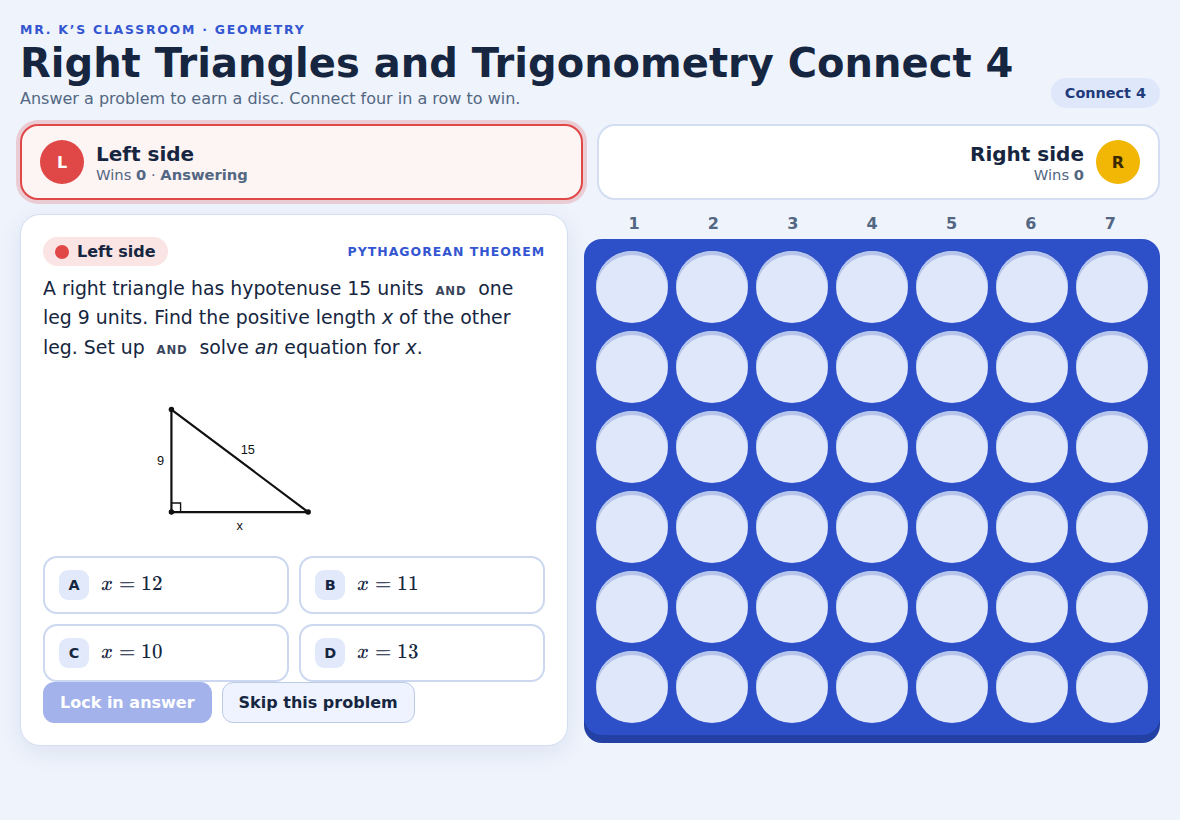 MR. K'S CLASSROOM · GEOMETRY
Right Triangles and Trigonometry Connect 4
Answer a problem to earn a disc. Connect four in a row to win.
Connect 4
L
Left side
Wins 0 · Answering
Right side
Wins 0
R
Left side
PYTHAGOREAN THEOREM
A right triangle has hypotenuse 15 units AND one
leg 9 units. Find the positive length x of the other
leg. Set up AND solve an equation for x.
9
15
x
A x = 12
B x = 11
C x = 10
D x = 13
Lock in answer
Skip this problem
1 2 3 4 5 6 7